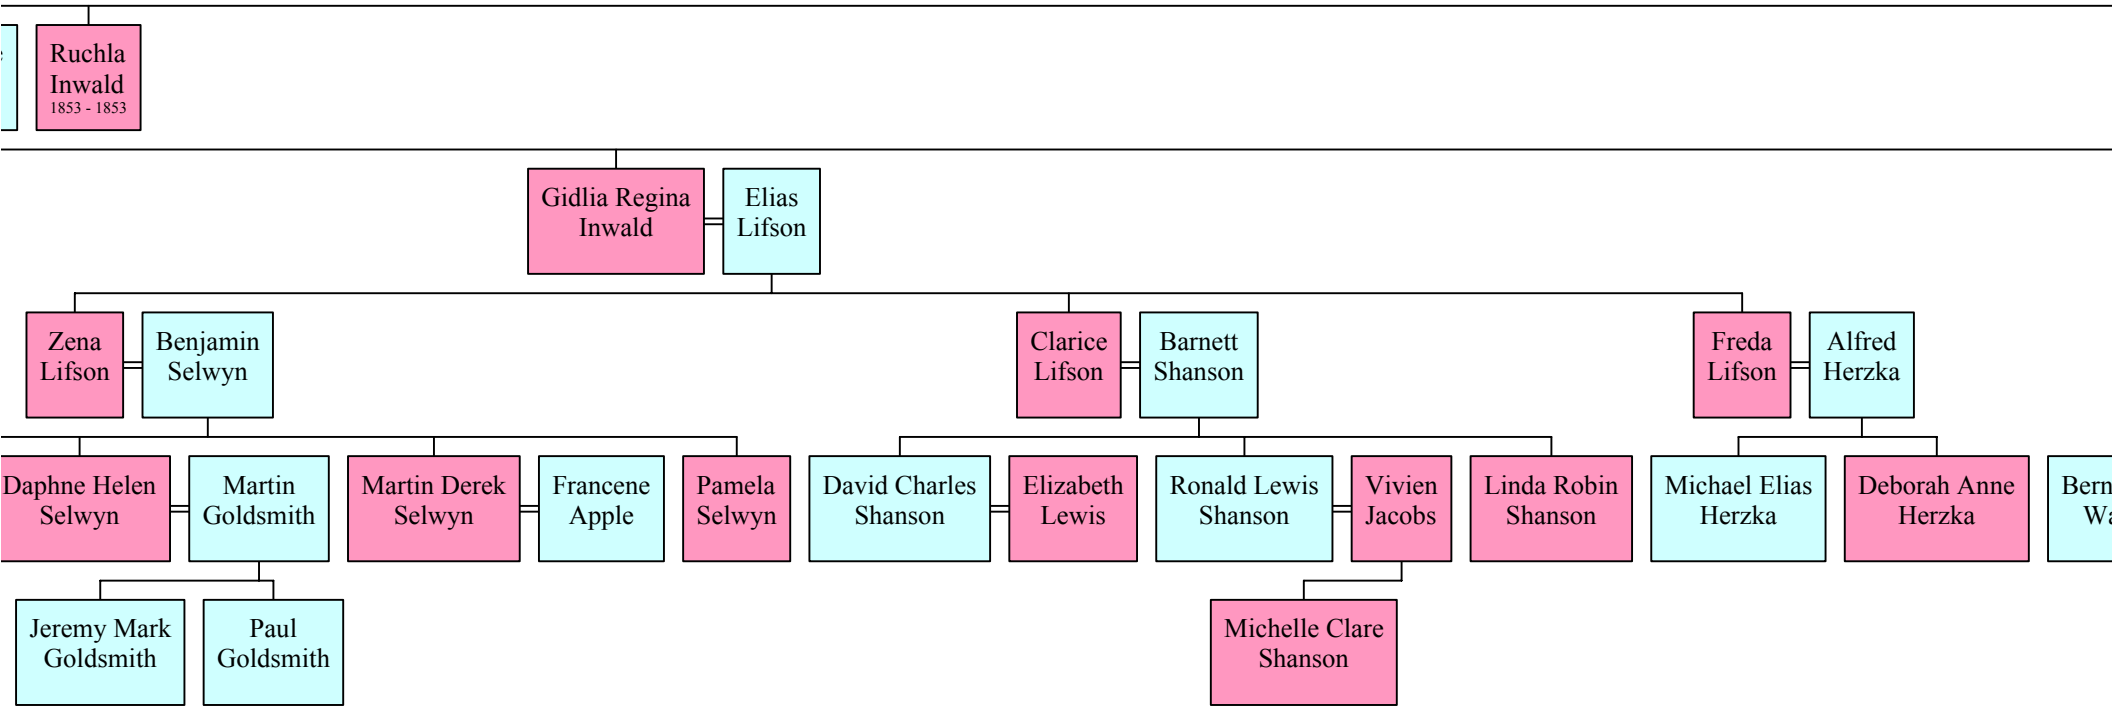 Ruchla
Inwald
1853 - 1853
Gidlia Regina
Inwald
Elias
Lifson
Zena
Lifson
Benjamin
Selwyn
Clarice
Lifson
Barnett
Shanson
Freda
Lifson
Alfred
Herzka
Daphne Helen
Selwyn
Martin
Goldsmith
Martin Derek
Selwyn
Francene
Apple
Pamela
Selwyn
David Charles
Shanson
Elizabeth
Lewis
Ronald Lewis
Shanson
Vivien
Jacobs
Linda Robin
Shanson
Michael Elias
Herzka
Deborah Anne
Herzka
Jeremy Mark
Goldsmith
Paul
Goldsmith
Michelle Clare
Shanson